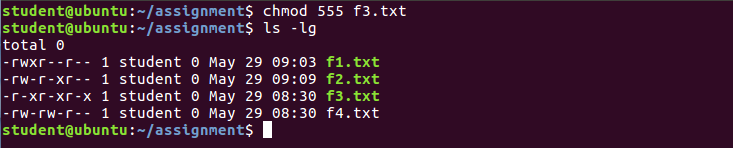 student@ubuntu:~/assignment$ chmod 555 f3.txt
student@ubuntu:~/assignment$ ls -lg
total 0
-rwxr--r-- 1 student 0 May 29 09:03 f1.txt
-rw-r-xr-- 1 student 0 May 29 09:09 f2.txt
-r-xr-xr-x 1 student 0 May 29 08:30 f3.txt
-rw-rw-r-- 1 student 0 May 29 08:30 f4.txt
student@ubuntu:~/assignment$